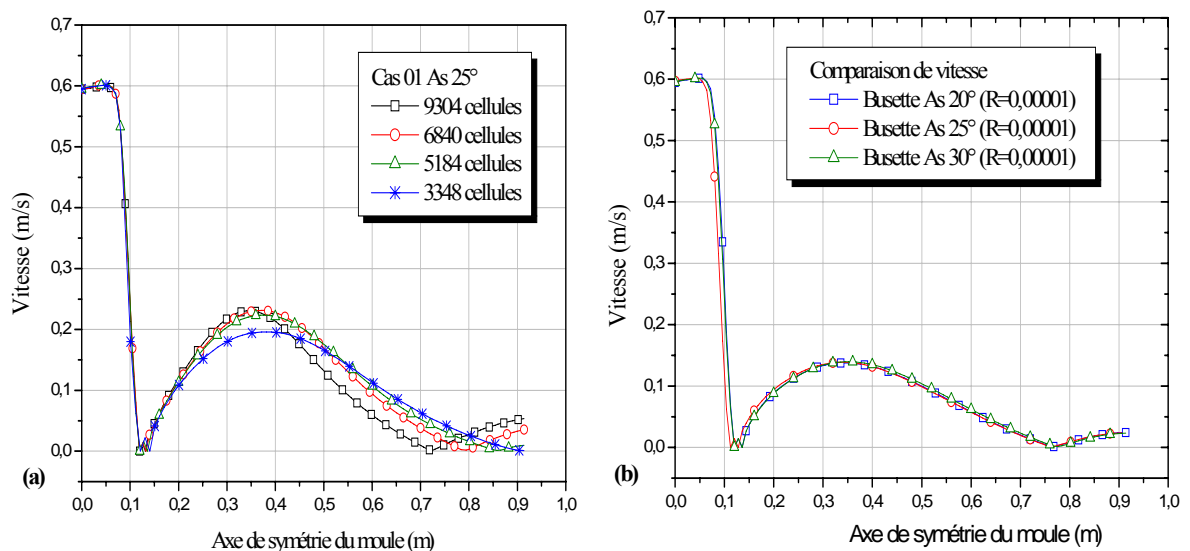 0,7
0,6
0,5
0,4
0,3
0,2
0,1
0,0
Vitesse (m/s)
Cas 01 As 25°
9304 cellules
6840 cellules
5184 cellules
3348 cellules
(a)
0,0 0,1 0,2 0,3 0,4 0,5 0,6 0,7 0,8 0,9 1,0
Axe de symétrie du moule (m)
0,7
0,6
0,5
0,4
0,3
0,2
0,1
0,0
Vitesse (m/s)
Comparaison de vitesse
Busette As 20° (R=0,00001)
Busette As 25° (R=0,00001)
Busette As 30° (R=0,00001)
(b)
0,0 0,1 0,2 0,3 0,4 0,5 0,6 0,7 0,8 0,9 1,0
Axe de symétrie du moule (m)